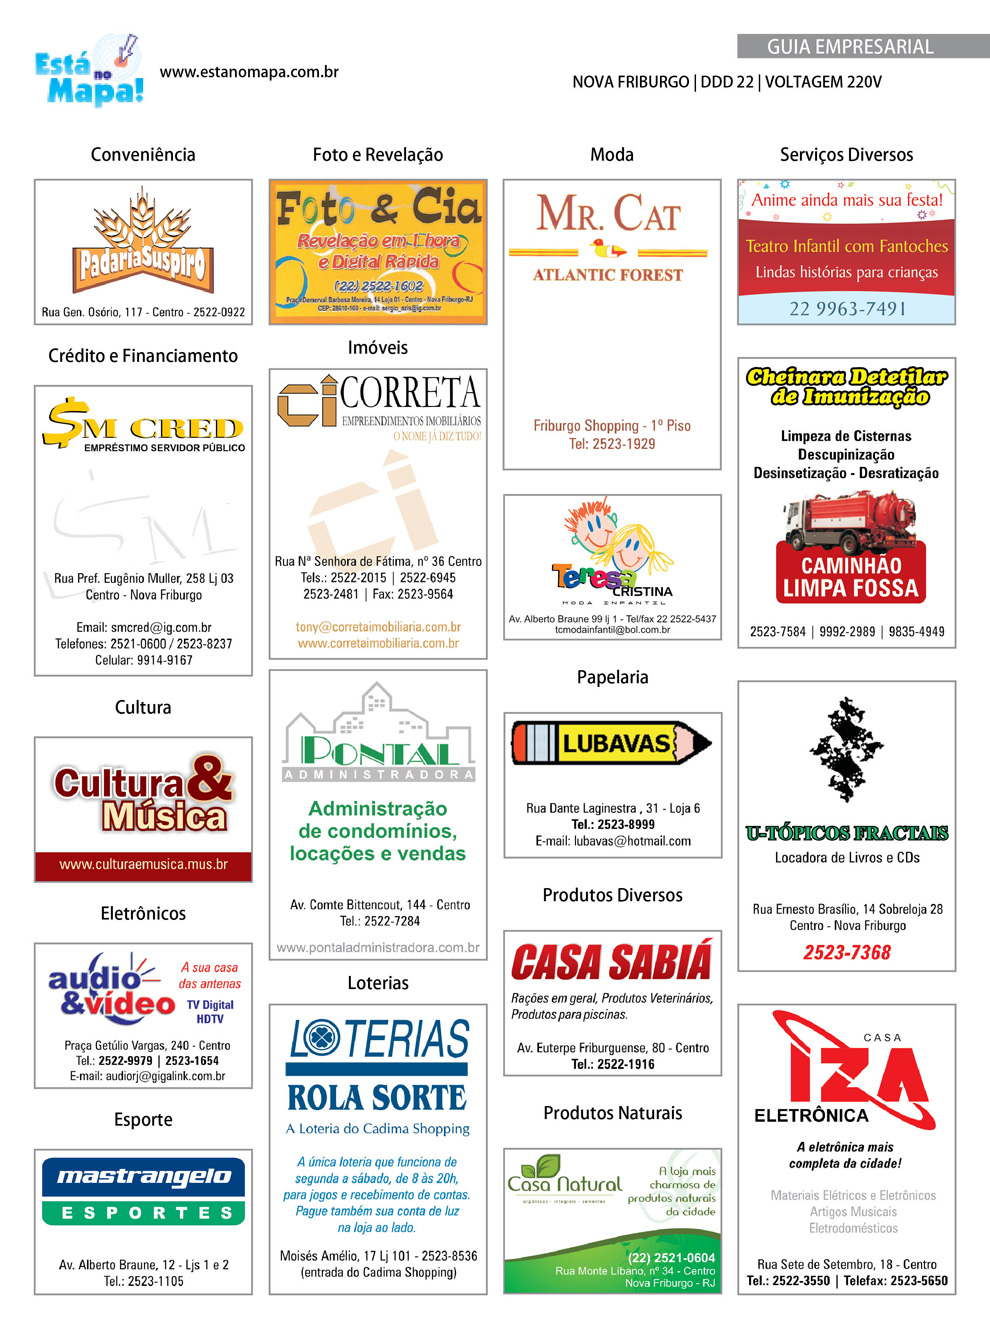 Está
no
Mapa!
www.estanomapa.com.br
GUIA EMPRESARIAL
NOVA FRIBURGO | DDD 22 | VOLTAGEM 220V
Conveniência
PadariaSuspirO
Rua Gen. Osório, 117 - Centro - 2522-0922
Crédito e Financiamento
$M CRED
EMPRÉSTIMO SERVIDOR PÚBLICO
SM
Rua Pref. Eugênio Muller, 258 Lj 03
Centro - Nova Friburgo
Email: smcred@ig.com.br
Telefones: 2521-0600 / 2523-8237
Celular: 9914-9167
Cultura
Cultura&
Música
www.culturaemusica.mus.br
Eletrônicos
audio
&vídeo
A sua casa
das antenas
TV Digital
HDTV
Praça Getúlio Vargas, 240 - Centro
Tel.: 2522-9979 | 2523-1654
E-mail: audiorj@gigalink.com.br
Esporte
mastrangelo
ESPORTES
Av. Alberto Braune, 12 - Ljs 1 e 2
Tel.: 2523-1105
Foto e Revelação
Foto & Cia
Revelação em 1 hora
e Digital Rápida
(22) 2522-1602
Praça Demerval Barbosa Moreira, 14 Loja 01 - Centro - Nova Friburgo-RJ
CEP: 28610-160 - e-mail: sergio_azis@ig.com.br
Imóveis
CI CORRETA
EMPREENDIMENTOS IMOBILIÁRIOS
O NOME JÁ DIZ TUDO!
CI
Rua Nª Senhora de Fátima, nº 36 Centro
Tels.: 2522-2015 | 2522-6945
2523-2481 | Fax: 2523-9564
tony@corretaimobiliaria.com.br
www.corretaimobiliaria.com.br
PONTAL
ADMINISTRADORA
Administração
de condomínios,
locações e vendas
Av. Comte Bittencout, 144 - Centro
Tel.: 2522-7284
www.pontaladministradora.com.br
Loterias
LOTERIAS
ROLA SORTE
A Loteria do Cadima Shopping
A única loteria que funciona de
segunda a sábado, de 8 às 20h,
para jogos e recebimento de contas.
Pague também sua conta de luz
na loja ao lado.
Moisés Amélio, 17 Lj 101 - 2523-8536
(entrada do Cadima Shopping)
Moda
MR. CAT
ATLANTIC FOREST
Friburgo Shopping - 1º Piso
Tel: 2523-1929
Teresa
CRISTINA
MODA INFANTIL
Av. Alberto Braune 99 lj 1 - Tel/fax 22 2522-5437
tcmodainfantil@bol.com.br
Papelaria
LUBAVAS
Rua Dante Laginestra , 31 - Loja 6
Tel.: 2523-8999
E-mail: lubavas@hotmail.com
Produtos Diversos
CASA SABIÁ
Rações em geral, Produtos Veterinários,
Produtos para piscinas.
Av. Euterpe Friburguense, 80 - Centro
Tel.: 2522-1916
Produtos Naturais
Casa Natural
orgânicos - integrais - sementes
A loja mais
charmosa de
produtos naturais
da cidade
(22) 2521-0604
Rua Monte Líbano, nº 34 - Centro
Nova Friburgo - RJ
Serviços Diversos
Anime ainda mais sua festa!
Teatro Infantil com Fantoches
Lindas histórias para crianças
22 9963-7491
Cheinara Detetilar
de Imunização
Limpeza de Cisternas
Descupinização
Desinsetização - Desratização
CAMINHÃO
LIMPA FOSSA
2523-7584 | 9992-2989 | 9835-4949
U-TÓPICOS FRACTAIS
Locadora de Livros e CDs
Rua Ernesto Brasílio, 14 Sobreloja 28
Centro - Nova Friburgo
2523-7368
CASA
IZA
ELETRÔNICA
A eletrônica mais
completa da cidade!
Materiais Elétricos e Eletrônicos
Artigos Musicais
Eletrodomésticos
Rua Sete de Setembro, 18 - Centro
Tel.: 2522-3550 | Telefax: 2523-5650